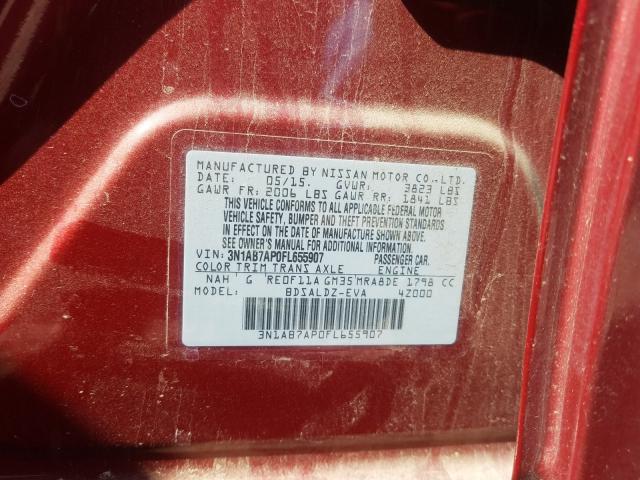 MANUFACTURED BY NISSAN MOTOR CO.,LTD.
DATE: 05/15. GVWR: 3823 LBS
GAWR FR: 2006 LBS GAWR RR: 1841 LBS
THIS VEHICLE CONFORMS TO ALL APPLICABLE FEDERAL MOTOR
VEHICLE SAFETY, BUMPER AND THEFT PREVENTION STANDARDS
IN EFFECT ON THE DATE OF MANUFACTURE SHOWN ABOVE.
SEE OWNER'S MANUAL FOR ADDITIONAL INFORMATION.
VIN: 3N1AB7AP0FL655907 PASSENGER CAR.
COLOR TRIM TRANS AXLE ENGINE
NAH G RE0F11A GM35 MRA8DE 1798 CC
MODEL BDSALDZ-EVA 4Z000
3N1AB7AP0FL655907